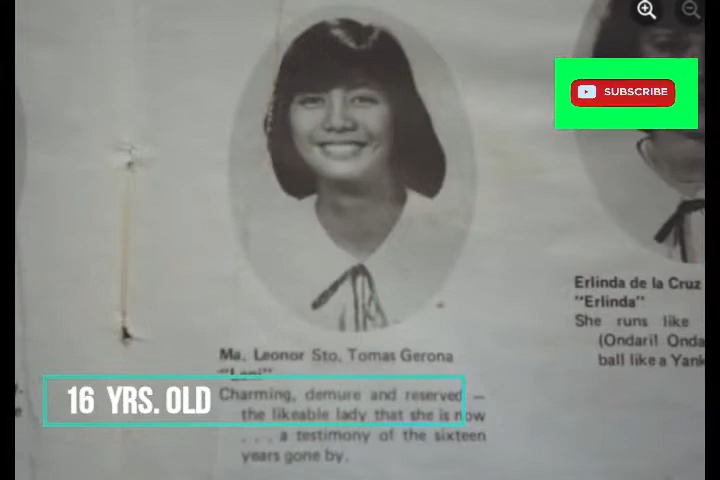 SUBSCRIBE
Ma. Leonor Sto. Tomas Gerona
"Leni"
Charming, demure and reserved —
the likeable lady that she is now
. . . a testimony of the sixteen
years gone by.
16 YRS. OLD
Erlinda de la Cruz
"Erlinda"
She runs like
(Ondaril Onda
ball like a Yank